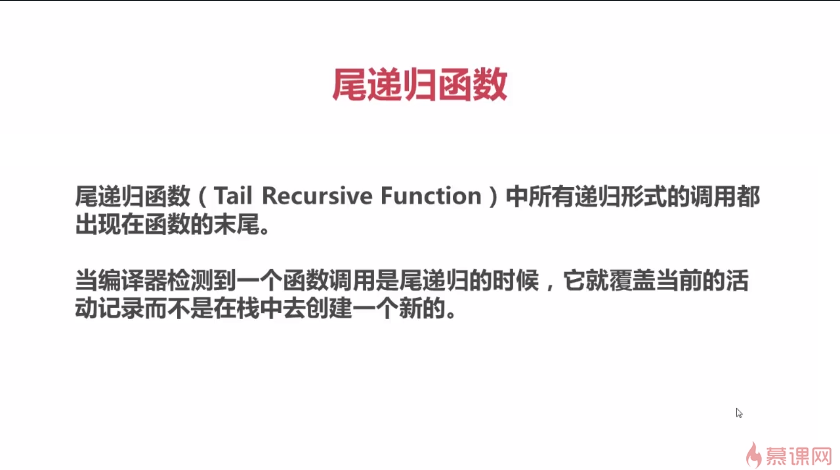 尾递归函数
尾递归函数（Tail Recursive Function）中所有递归形式的调用都
出现在函数的末尾。
当编译器检测到一个函数调用是尾递归的时候，它就覆盖当前的活
动记录而不是在栈中去创建一个新的。
慕课网